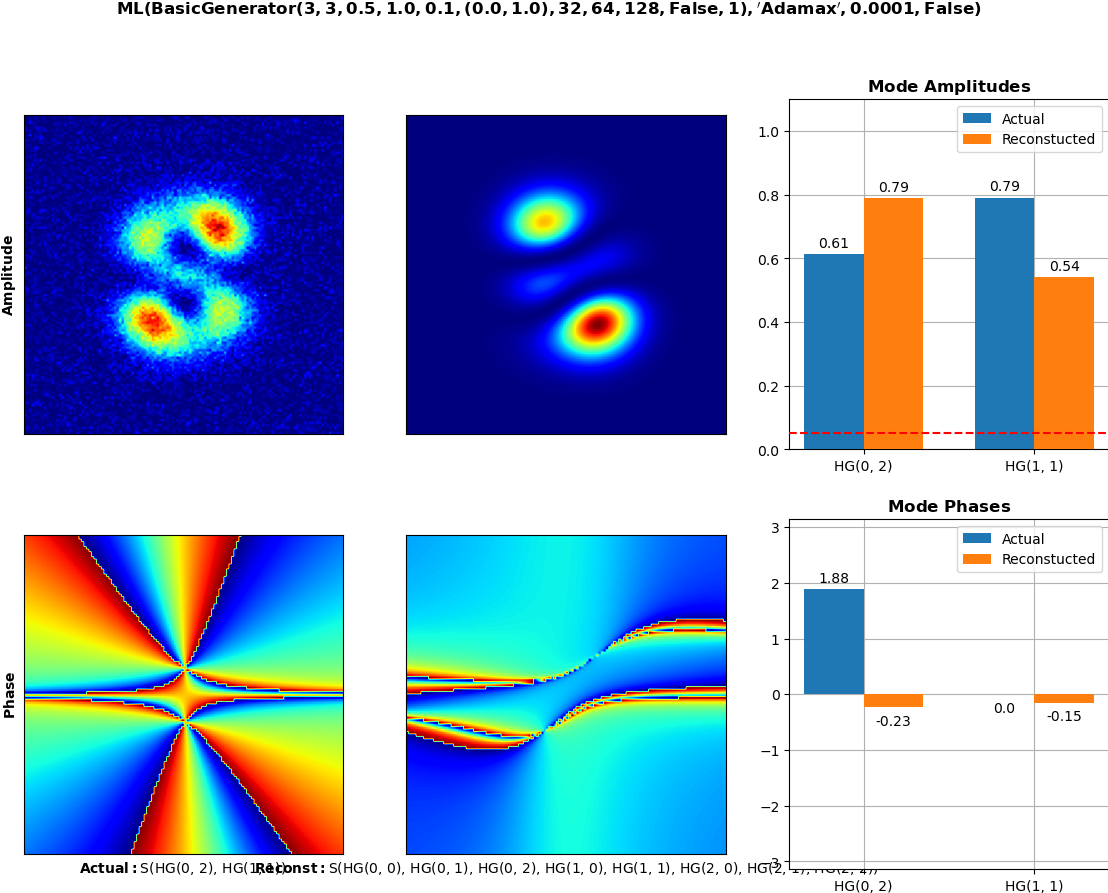 ML(BasicGenerator(3, 3, 0.5, 1.0, 0.1, (0.0, 1.0), 32, 64, 128, False, 1), ′Adamax′, 0.0001, False)
Mode Amplitudes
Amplitude
Actual
Reconstucted
1.0
0.8
0.6
0.4
0.2
0.0
0.61
0.79
0.79
0.54
HG(0, 2)
HG(1, 1)
Mode Phases
Phase
Actual
Reconstucted
3
2
1
0
−1
−2
−3
1.88
-0.23
0.0
-0.15
HG(0, 2)
HG(1, 1)
Actual: S(HG(0, 2), HG(1, 1))
Reconst: S(HG(0, 0), HG(0, 1), HG(0, 2), HG(1, 0), HG(1, 1), HG(2, 0), HG(2, 1), HG(2, 2))